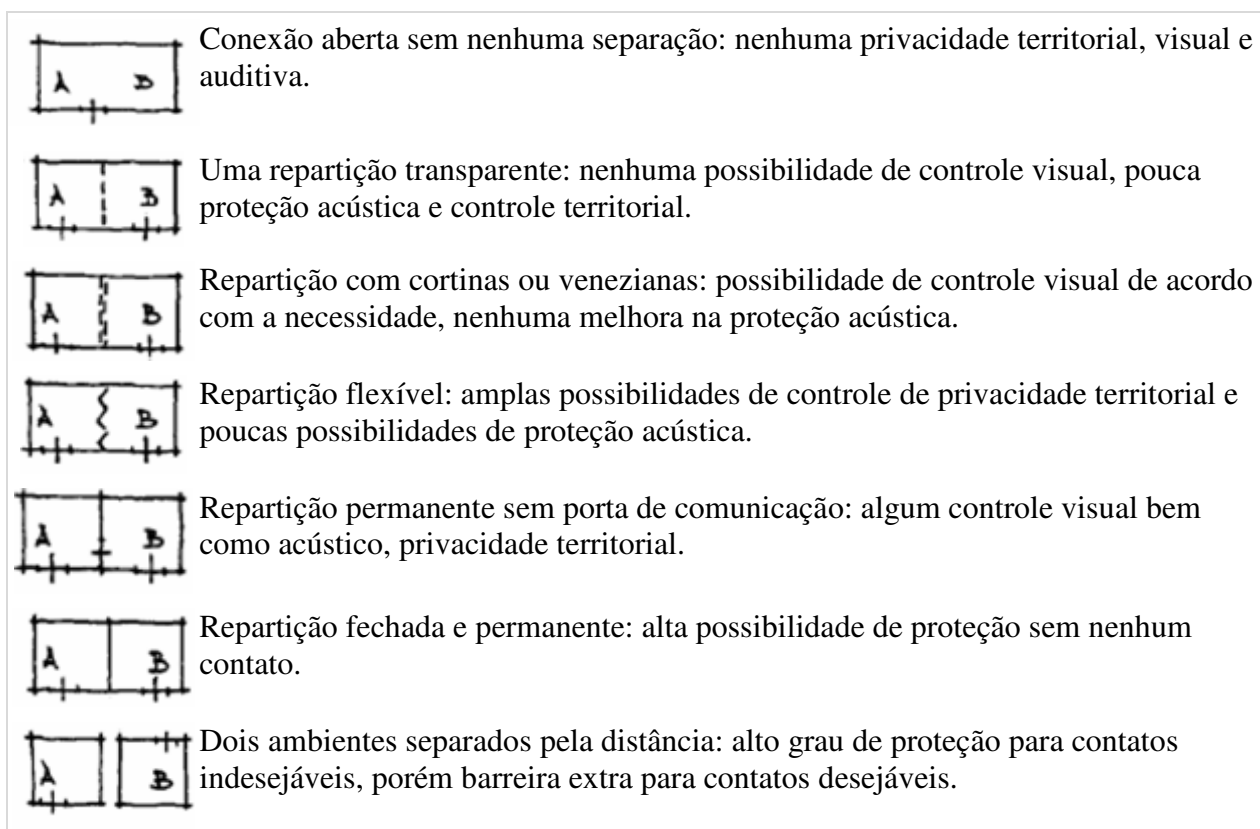 Conexão aberta sem nenhuma separação: nenhuma privacidade territorial, visual e
auditiva.
A B
Uma repartição transparente: nenhuma possibilidade de controle visual, pouca
proteção acústica e controle territorial.
A B
Repartição com cortinas ou venezianas: possibilidade de controle visual de acordo
com a necessidade, nenhuma melhora na proteção acústica.
A B
Repartição flexível: amplas possibilidades de controle de privacidade territorial e
poucas possibilidades de proteção acústica.
A B
Repartição permanente sem porta de comunicação: algum controle visual bem
como acústico, privacidade territorial.
A B
Repartição fechada e permanente: alta possibilidade de proteção sem nenhum
contato.
A B
Dois ambientes separados pela distância: alto grau de proteção para contatos
indesejáveis, porém barreira extra para contatos desejáveis.
A B